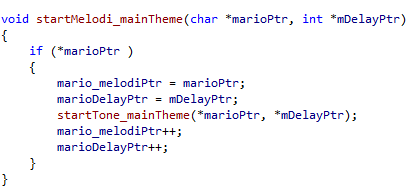 void startMelodi_mainTheme(char *marioPtr, int *mDelayPtr)
{
    if (*marioPtr )
    {
        mario_melodiPtr = marioPtr;
        marioDelayPtr = mDelayPtr;
        startTone_mainTheme(*marioPtr, *mDelayPtr);
        mario_melodiPtr++;
        marioDelayPtr++;
    }
}